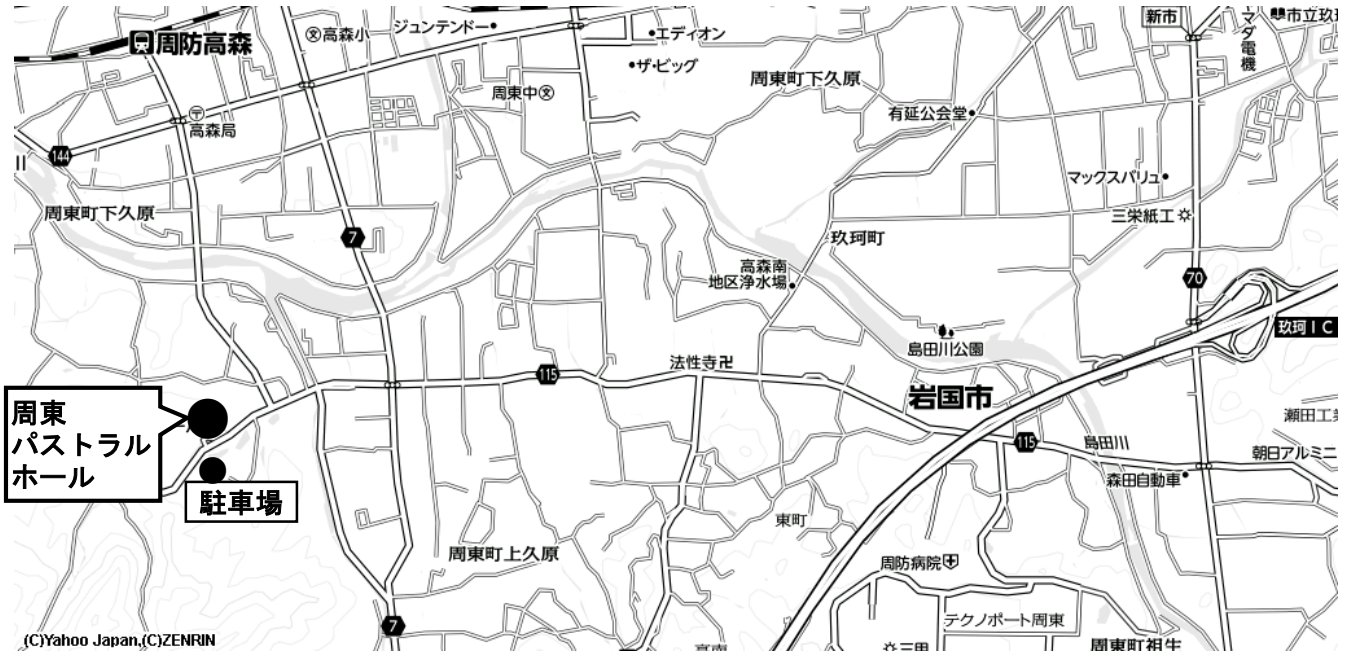 周防高森
高森小
ジュンテンドー
エディオン
ザ・ビッグ
新市
ヤマダ電機
市立玖珂
周東町下久原
周東中
有延公会堂
高森局
144
マックスバリュ
三栄紙工
周東町下久原
7
玖珂町
高森南
地区浄水場
70
玖珂IC
島田川公園
法性寺
115
岩国市
周東
パストラル
ホール
瀬田工業
115
島田川
朝日アルミニ
森田自動車
駐車場
東町
周東町上久原
周防病院
テクノポート周東
7
周東町祖生
(C)Yahoo Japan,(C)ZENRIN